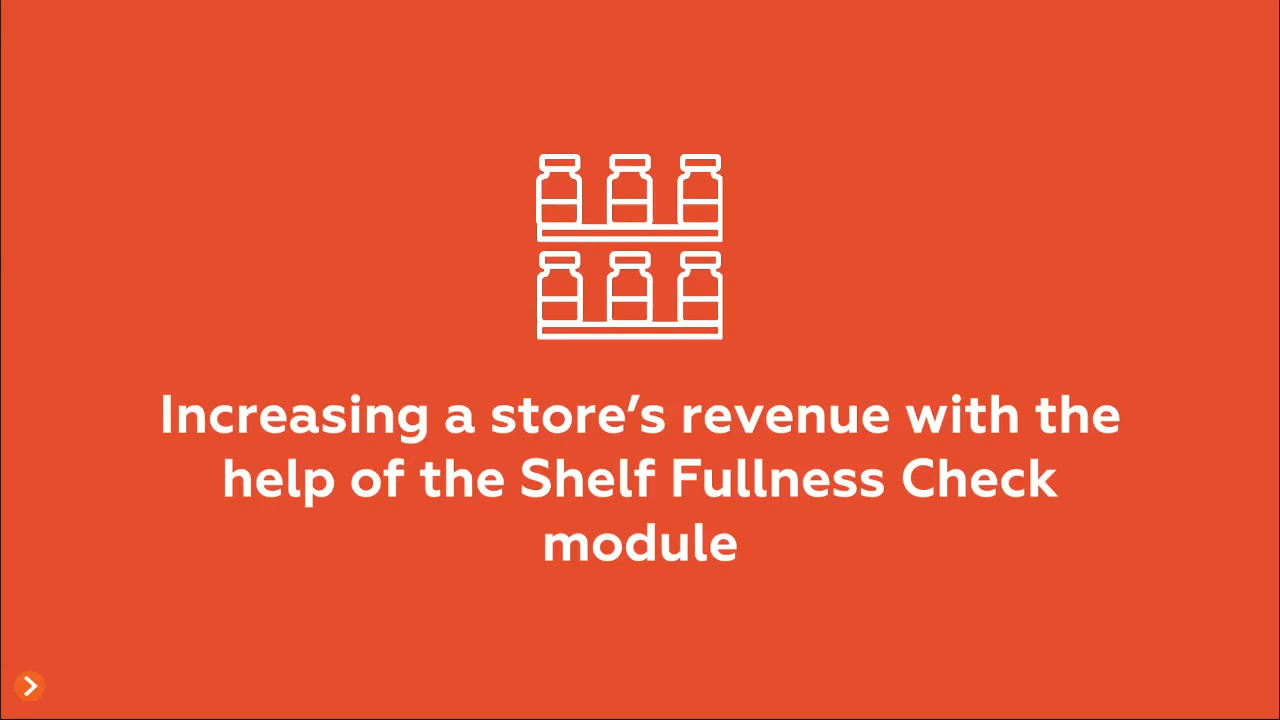 Increasing a store’s revenue with the
help of the Shelf Fullness Check
module